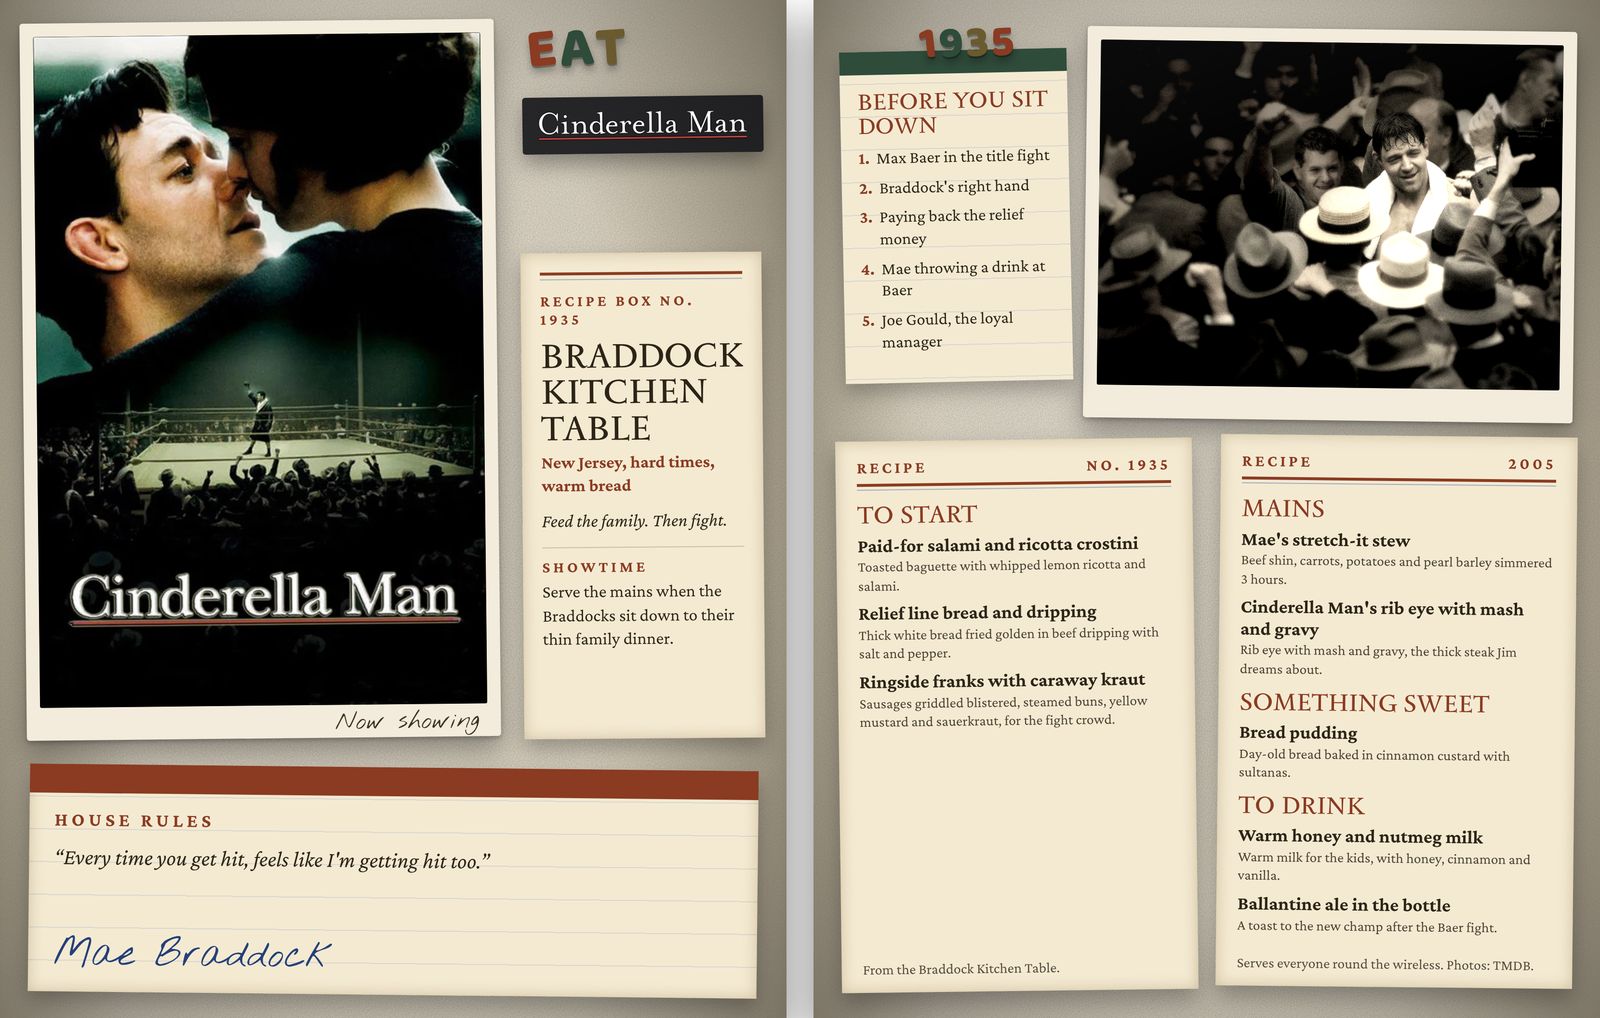 EAT
Cinderella Man
RECIPE BOX NO.
1935
BRADDOCK
KITCHEN
TABLE
New Jersey, hard times,
warm bread
Feed the family. Then fight.
SHOWTIME
Serve the mains when the
Braddocks sit down to their
thin family dinner.
Cinderella Man
Now showing
HOUSE RULES
“Every time you get hit, feels like I'm getting hit too.”
Mae Braddock
1935
BEFORE YOU SIT
DOWN
1. Max Baer in the title fight
2. Braddock's right hand
3. Paying back the relief
money
4. Mae throwing a drink at
Baer
5. Joe Gould, the loyal
manager
RECIPE NO. 1935
TO START
Paid-for salami and ricotta crostini
Toasted baguette with whipped lemon ricotta and
salami.
Relief line bread and dripping
Thick white bread fried golden in beef dripping with
salt and pepper.
Ringside franks with caraway kraut
Sausages griddled blistered, steamed buns, yellow
mustard and sauerkraut, for the fight crowd.
From the Braddock Kitchen Table.
RECIPE 2005
MAINS
Mae's stretch-it stew
Beef shin, carrots, potatoes and pearl barley simmered
3 hours.
Cinderella Man's rib eye with mash
and gravy
Rib eye with mash and gravy, the thick steak Jim
dreams about.
SOMETHING SWEET
Bread pudding
Day-old bread baked in cinnamon custard with
sultanas.
TO DRINK
Warm honey and nutmeg milk
Warm milk for the kids, with honey, cinnamon and
vanilla.
Ballantine ale in the bottle
A toast to the new champ after the Baer fight.
Serves everyone round the wireless. Photos: TMDB.